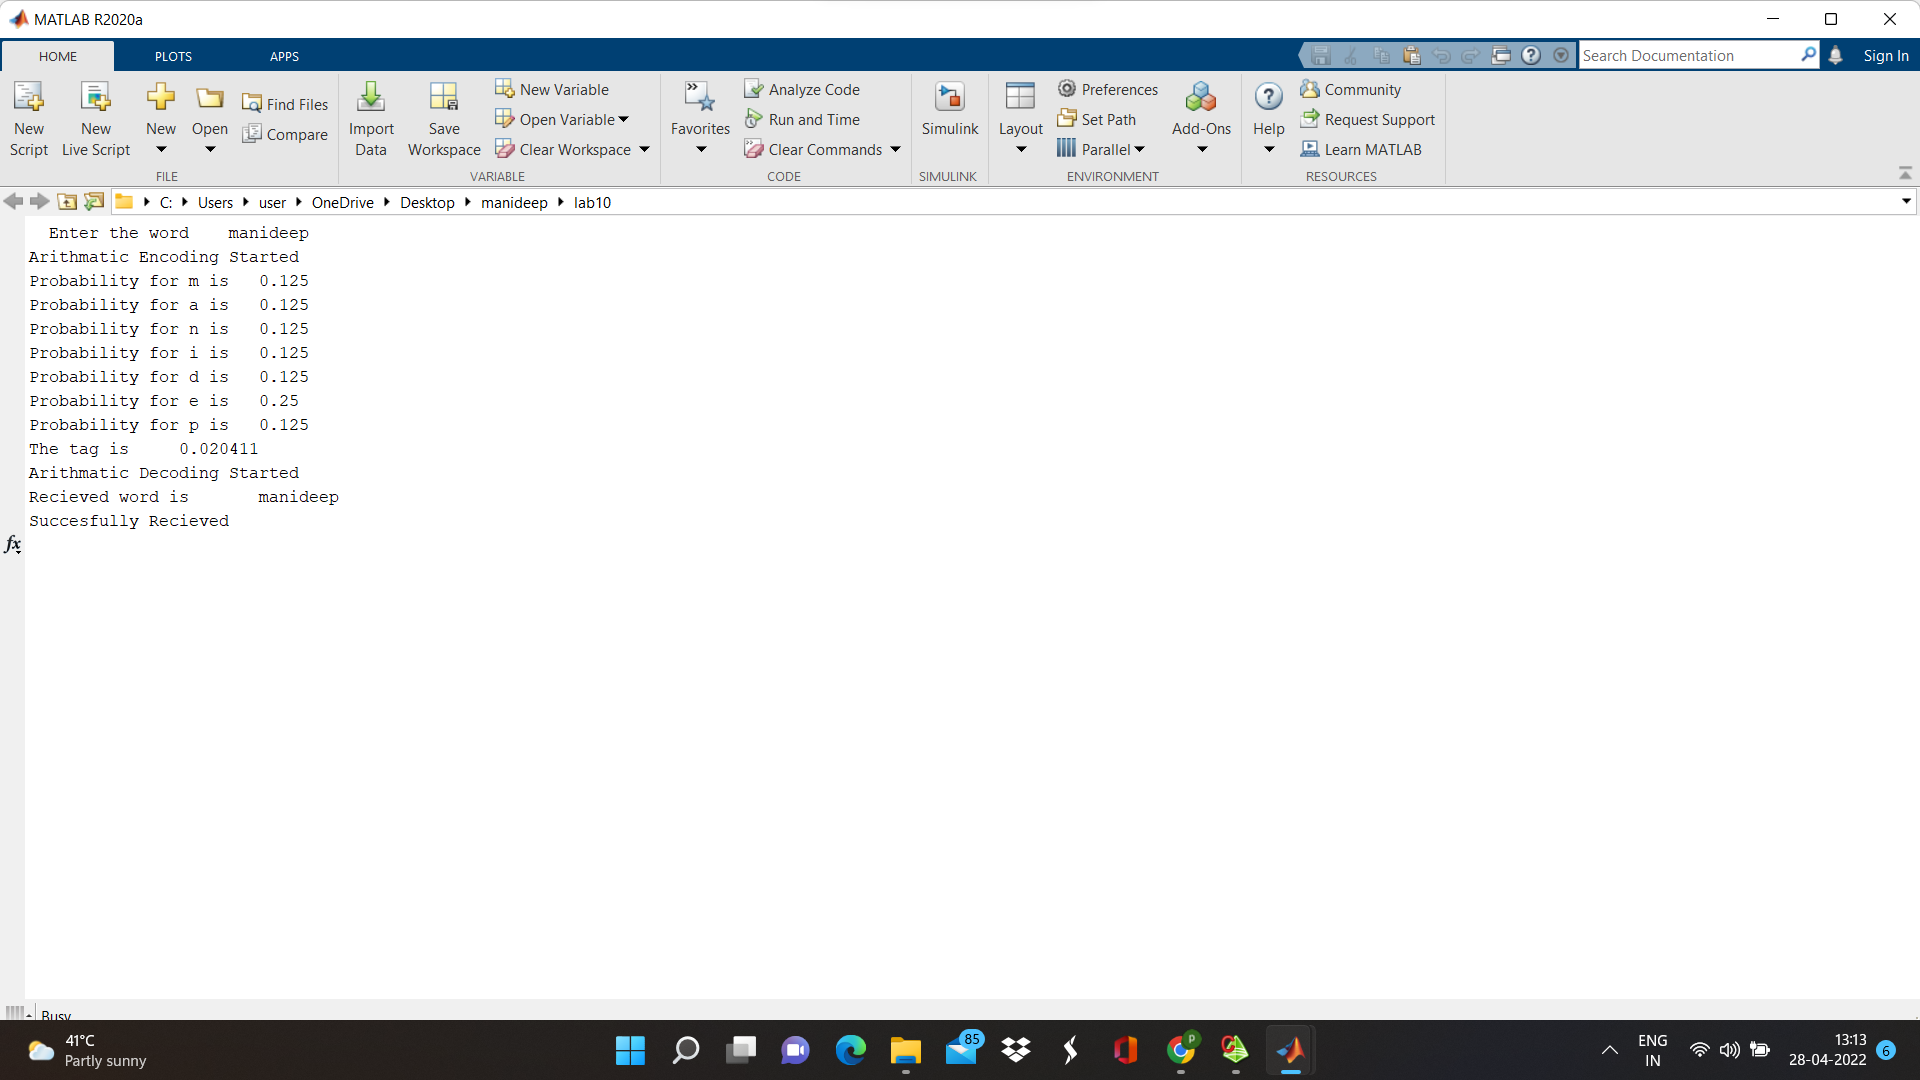 MATLAB R2020a
HOME PLOTS APPS
Search Documentation
Sign In
New Script
New Live Script
New
Open
Find Files
Compare
FILE
Import Data
Save Workspace
New Variable
Open Variable
Clear Workspace
VARIABLE
Favorites
Analyze Code
Run and Time
Clear Commands
CODE
Simulink
SIMULINK
Layout
Preferences
Set Path
Parallel
Add-Ons
ENVIRONMENT
Help
Community
Request Support
Learn MATLAB
RESOURCES
C: Users user OneDrive Desktop manideep lab10
Enter the word manideep
Arithmatic Encoding Started
Probability for m is 0.125
Probability for a is 0.125
Probability for n is 0.125
Probability for i is 0.125
Probability for d is 0.125
Probability for e is 0.25
Probability for p is 0.125
The tag is 0.020411
Arithmatic Decoding Started
Recieved word is manideep
Succesfully Recieved
fx
Busy
41°C
Partly sunny
85
P
ENG
IN
13:13
28-04-2022
6